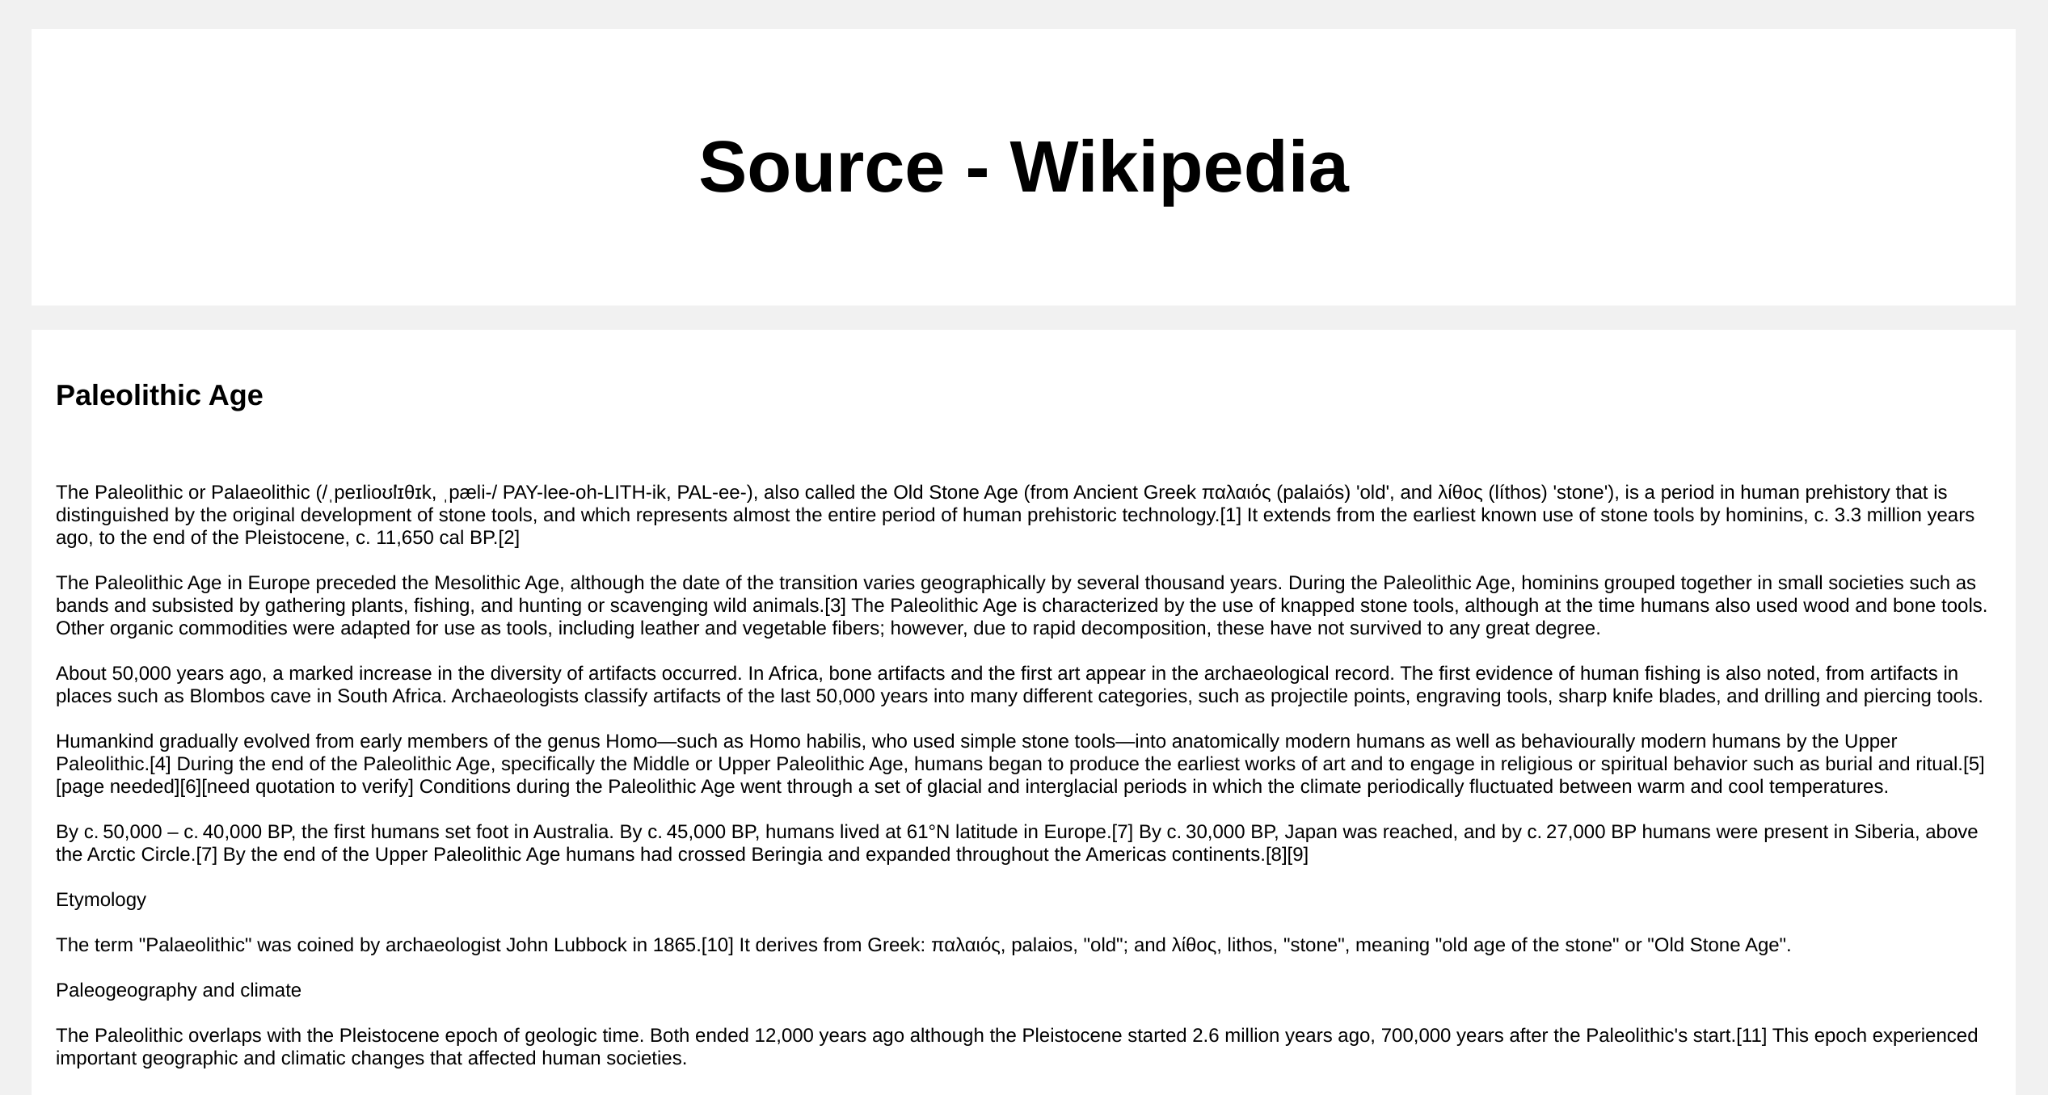 Source - Wikipedia
Paleolithic Age
The Paleolithic or Palaeolithic (/ˌpeɪlioʊˈlɪθɪk, ˌpæli-/ PAY-lee-oh-LITH-ik, PAL-ee-), also called the Old Stone Age (from Ancient Greek παλαιός (palaiós) 'old', and λίθος (líthos) 'stone'), is a period in human prehistory that is
distinguished by the original development of stone tools, and which represents almost the entire period of human prehistoric technology.[1] It extends from the earliest known use of stone tools by hominins, c. 3.3 million years
ago, to the end of the Pleistocene, c. 11,650 cal BP.[2]
The Paleolithic Age in Europe preceded the Mesolithic Age, although the date of the transition varies geographically by several thousand years. During the Paleolithic Age, hominins grouped together in small societies such as
bands and subsisted by gathering plants, fishing, and hunting or scavenging wild animals.[3] The Paleolithic Age is characterized by the use of knapped stone tools, although at the time humans also used wood and bone tools.
Other organic commodities were adapted for use as tools, including leather and vegetable fibers; however, due to rapid decomposition, these have not survived to any great degree.
About 50,000 years ago, a marked increase in the diversity of artifacts occurred. In Africa, bone artifacts and the first art appear in the archaeological record. The first evidence of human fishing is also noted, from artifacts in
places such as Blombos cave in South Africa. Archaeologists classify artifacts of the last 50,000 years into many different categories, such as projectile points, engraving tools, sharp knife blades, and drilling and piercing tools.
Humankind gradually evolved from early members of the genus Homo—such as Homo habilis, who used simple stone tools—into anatomically modern humans as well as behaviourally modern humans by the Upper
Paleolithic.[4] During the end of the Paleolithic Age, specifically the Middle or Upper Paleolithic Age, humans began to produce the earliest works of art and to engage in religious or spiritual behavior such as burial and ritual.[5]
[page needed][6][need quotation to verify] Conditions during the Paleolithic Age went through a set of glacial and interglacial periods in which the climate periodically fluctuated between warm and cool temperatures.
By c. 50,000 – c. 40,000 BP, the first humans set foot in Australia. By c. 45,000 BP, humans lived at 61°N latitude in Europe.[7] By c. 30,000 BP, Japan was reached, and by c. 27,000 BP humans were present in Siberia, above
the Arctic Circle.[7] By the end of the Upper Paleolithic Age humans had crossed Beringia and expanded throughout the Americas continents.[8][9]
Etymology
The term "Palaeolithic" was coined by archaeologist John Lubbock in 1865.[10] It derives from Greek: παλαιός, palaios, "old"; and λίθος, lithos, "stone", meaning "old age of the stone" or "Old Stone Age".
Paleogeography and climate
The Paleolithic overlaps with the Pleistocene epoch of geologic time. Both ended 12,000 years ago although the Pleistocene started 2.6 million years ago, 700,000 years after the Paleolithic's start.[11] This epoch experienced
important geographic and climatic changes that affected human societies.